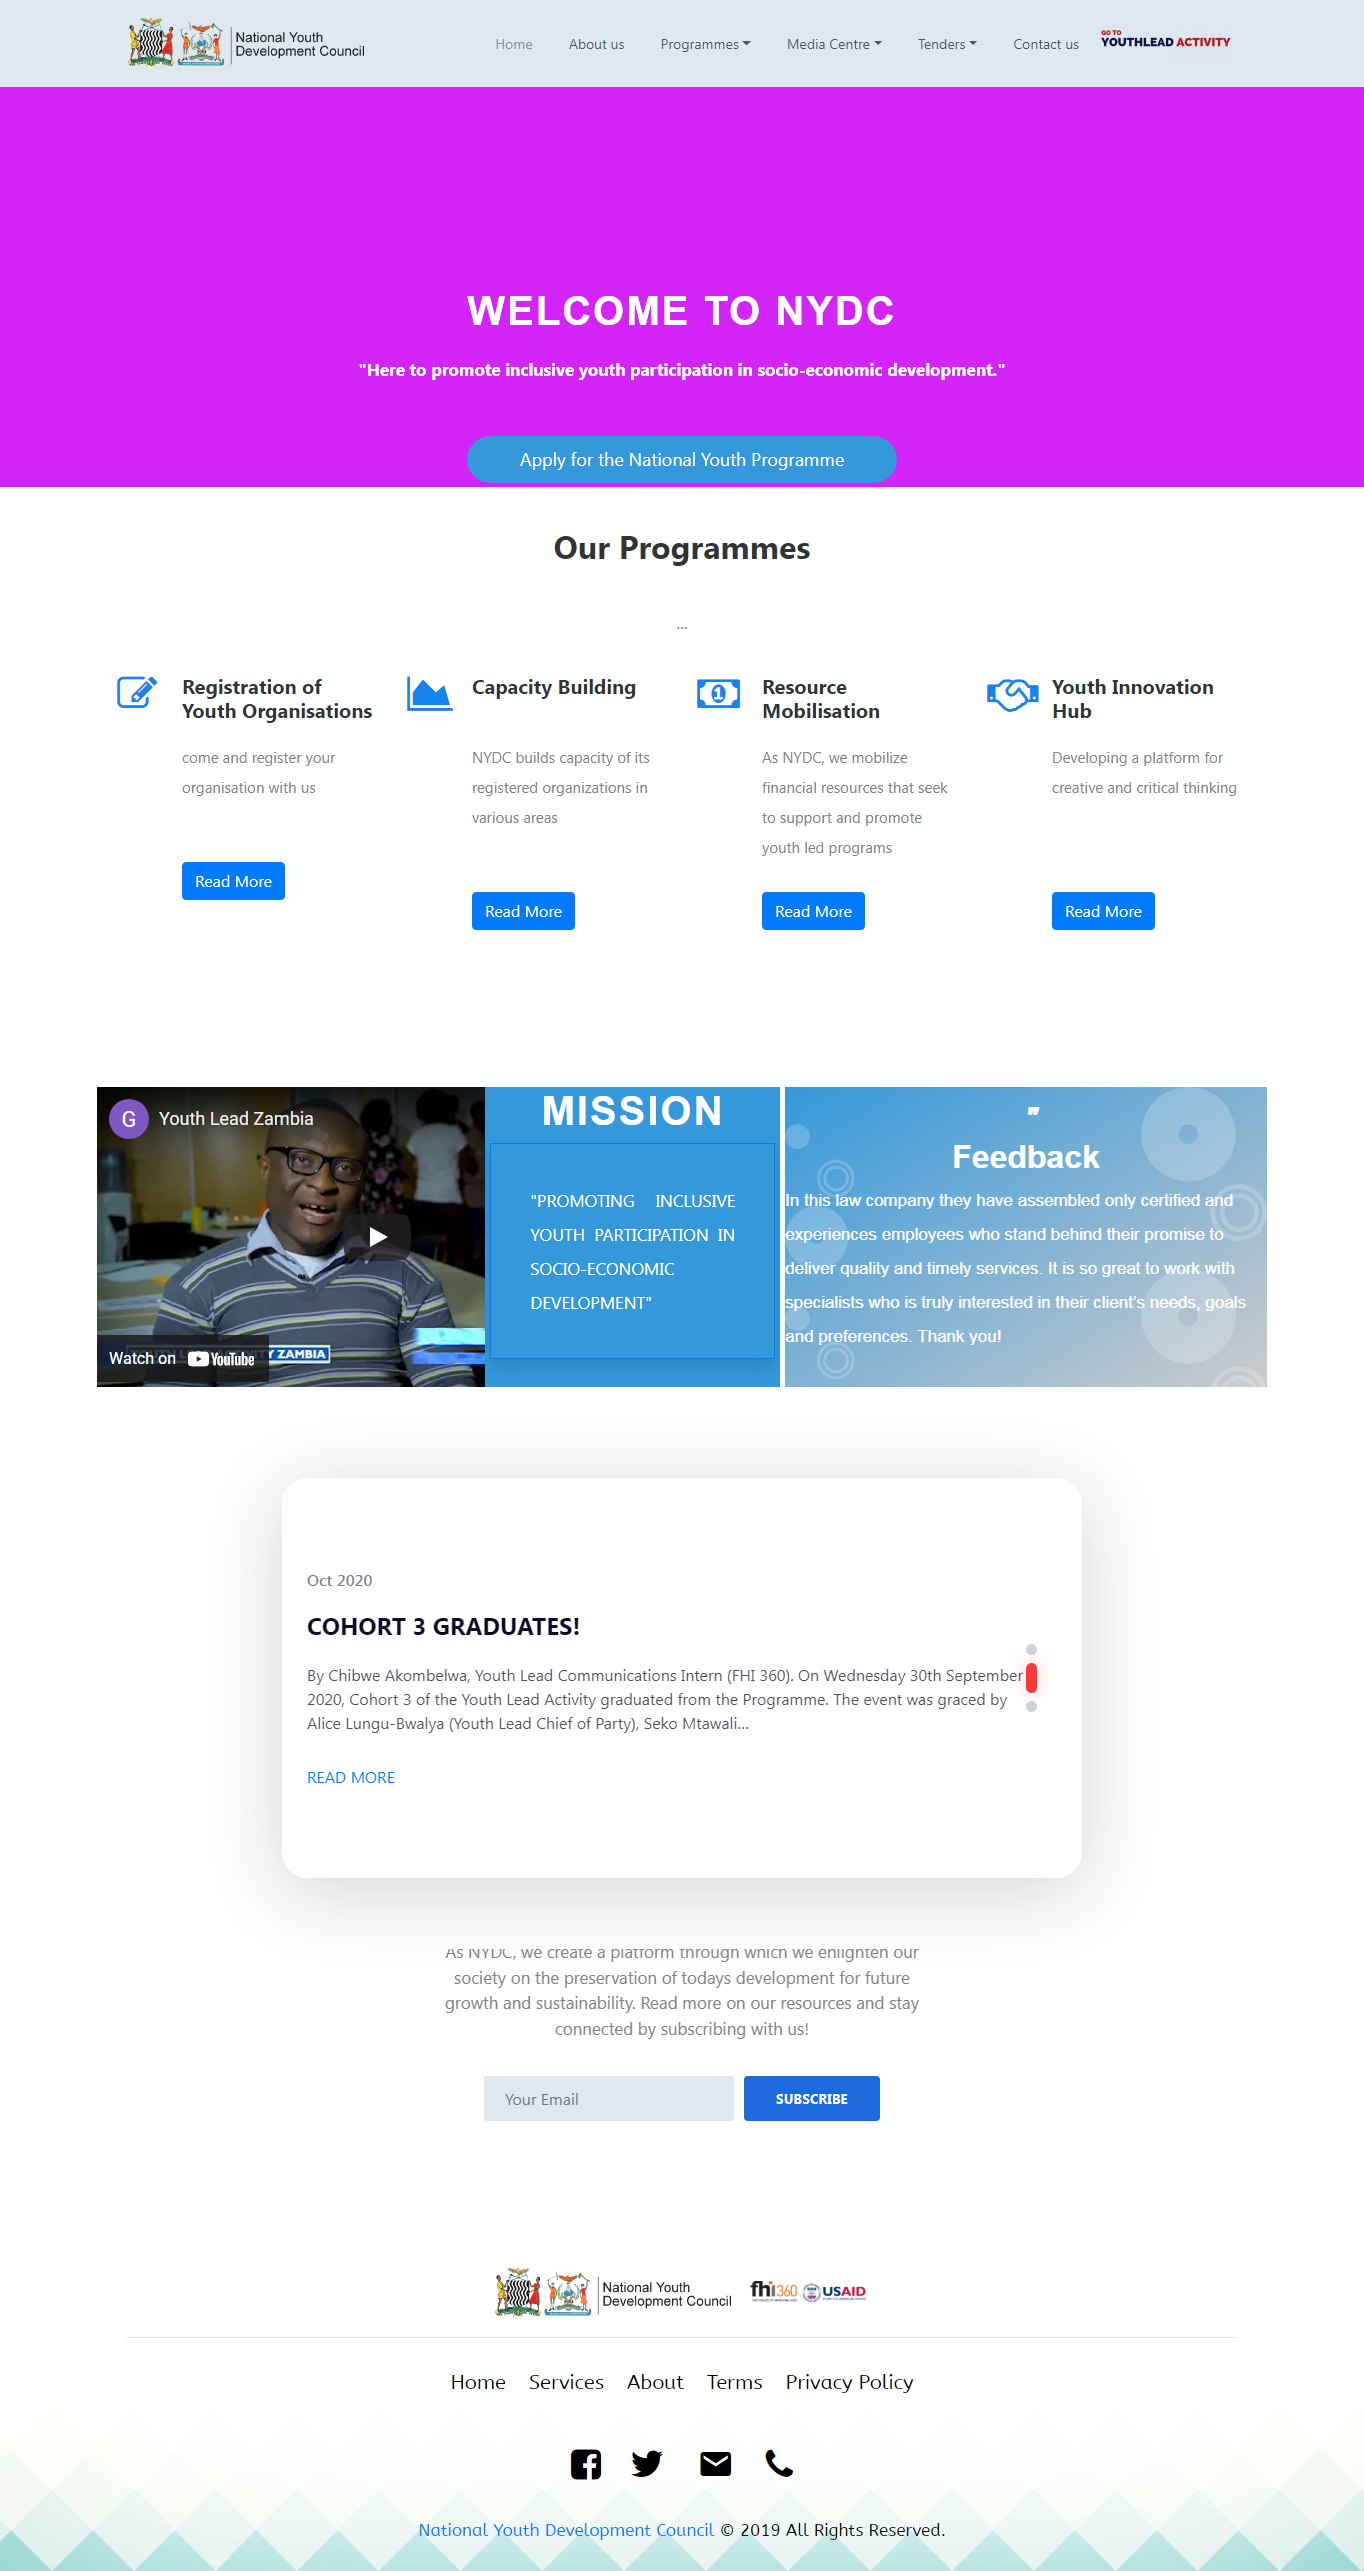 National Youth
Development Council
Home
About us
Programmes
Media Centre
Tenders
Contact us
GO TO
YOUTHLEAD ACTIVITY
WELCOME TO NYDC
"Here to promote inclusive youth participation in socio-economic development."
Apply for the National Youth Programme
Our Programmes
...
Registration of
Youth Organisations
come and register your
organisation with us
Read More
Capacity Building
NYDC builds capacity of its
registered organizations in
various areas
Read More
Resource
Mobilisation
As NYDC, we mobilize
financial resources that seek
to support and promote
youth led programs
Read More
Youth Innovation
Hub
Developing a platform for
creative and critical thinking
Read More
G
Youth Lead Zambia
Watch on YouTube
Y ZAMBIA
MISSION
"PROMOTING INCLUSIVE
YOUTH PARTICIPATION IN
SOCIO-ECONOMIC
DEVELOPMENT"
"
Feedback
In this law company they have assembled only certified and
experiences employees who stand behind their promise to
deliver quality and timely services. It is so great to work with
specialists who is truly interested in their client's needs, goals
and preferences. Thank you!
Oct 2020
COHORT 3 GRADUATES!
By Chibwe Akombelwa, Youth Lead Communications Intern (FHI 360). On Wednesday 30th September
2020, Cohort 3 of the Youth Lead Activity graduated from the Programme. The event was graced by
Alice Lungu-Bwalya (Youth Lead Chief of Party), Seko Mtawali...
READ MORE
As NYDC, we create a platform through which we enlighten our
society on the preservation of todays development for future
growth and sustainability. Read more on our resources and stay
connected by subscribing with us!
Your Email
SUBSCRIBE
National Youth
Development Council
fhi360
USAID
Home
Services
About
Terms
Privacy Policy
National Youth Development Council © 2019 All Rights Reserved.